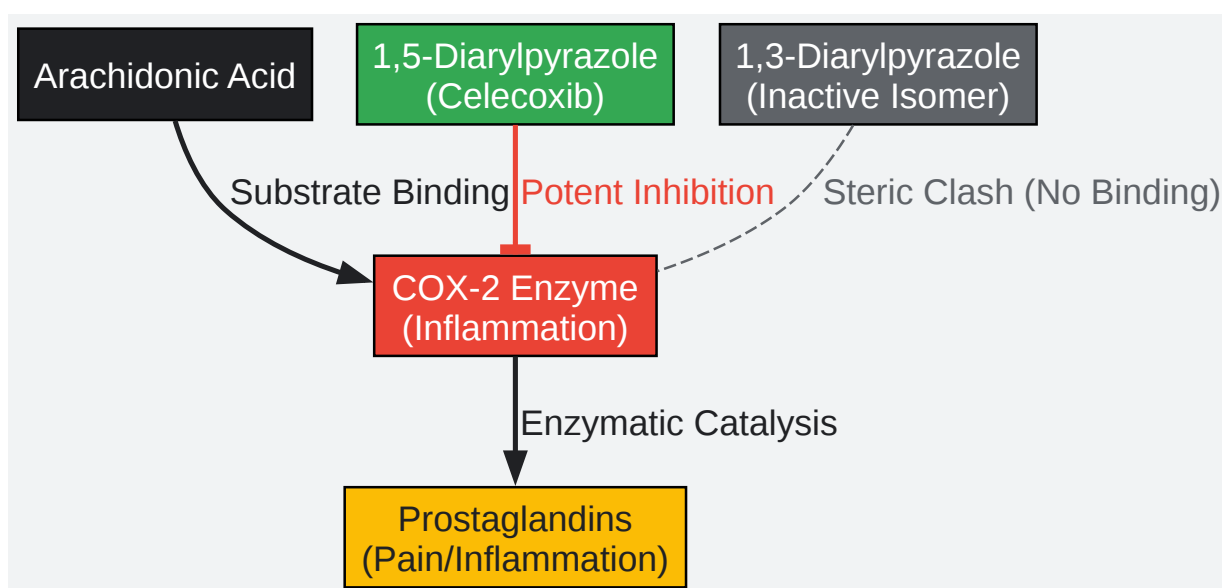 Arachidonic Acid
1,5-Diarylpyrazole
(Celecoxib)
1,3-Diarylpyrazole
(Inactive Isomer)
Substrate Binding
Potent Inhibition
Steric Clash (No Binding)
COX-2 Enzyme
(Inflammation)
Enzymatic Catalysis
Prostaglandins
(Pain/Inflammation)